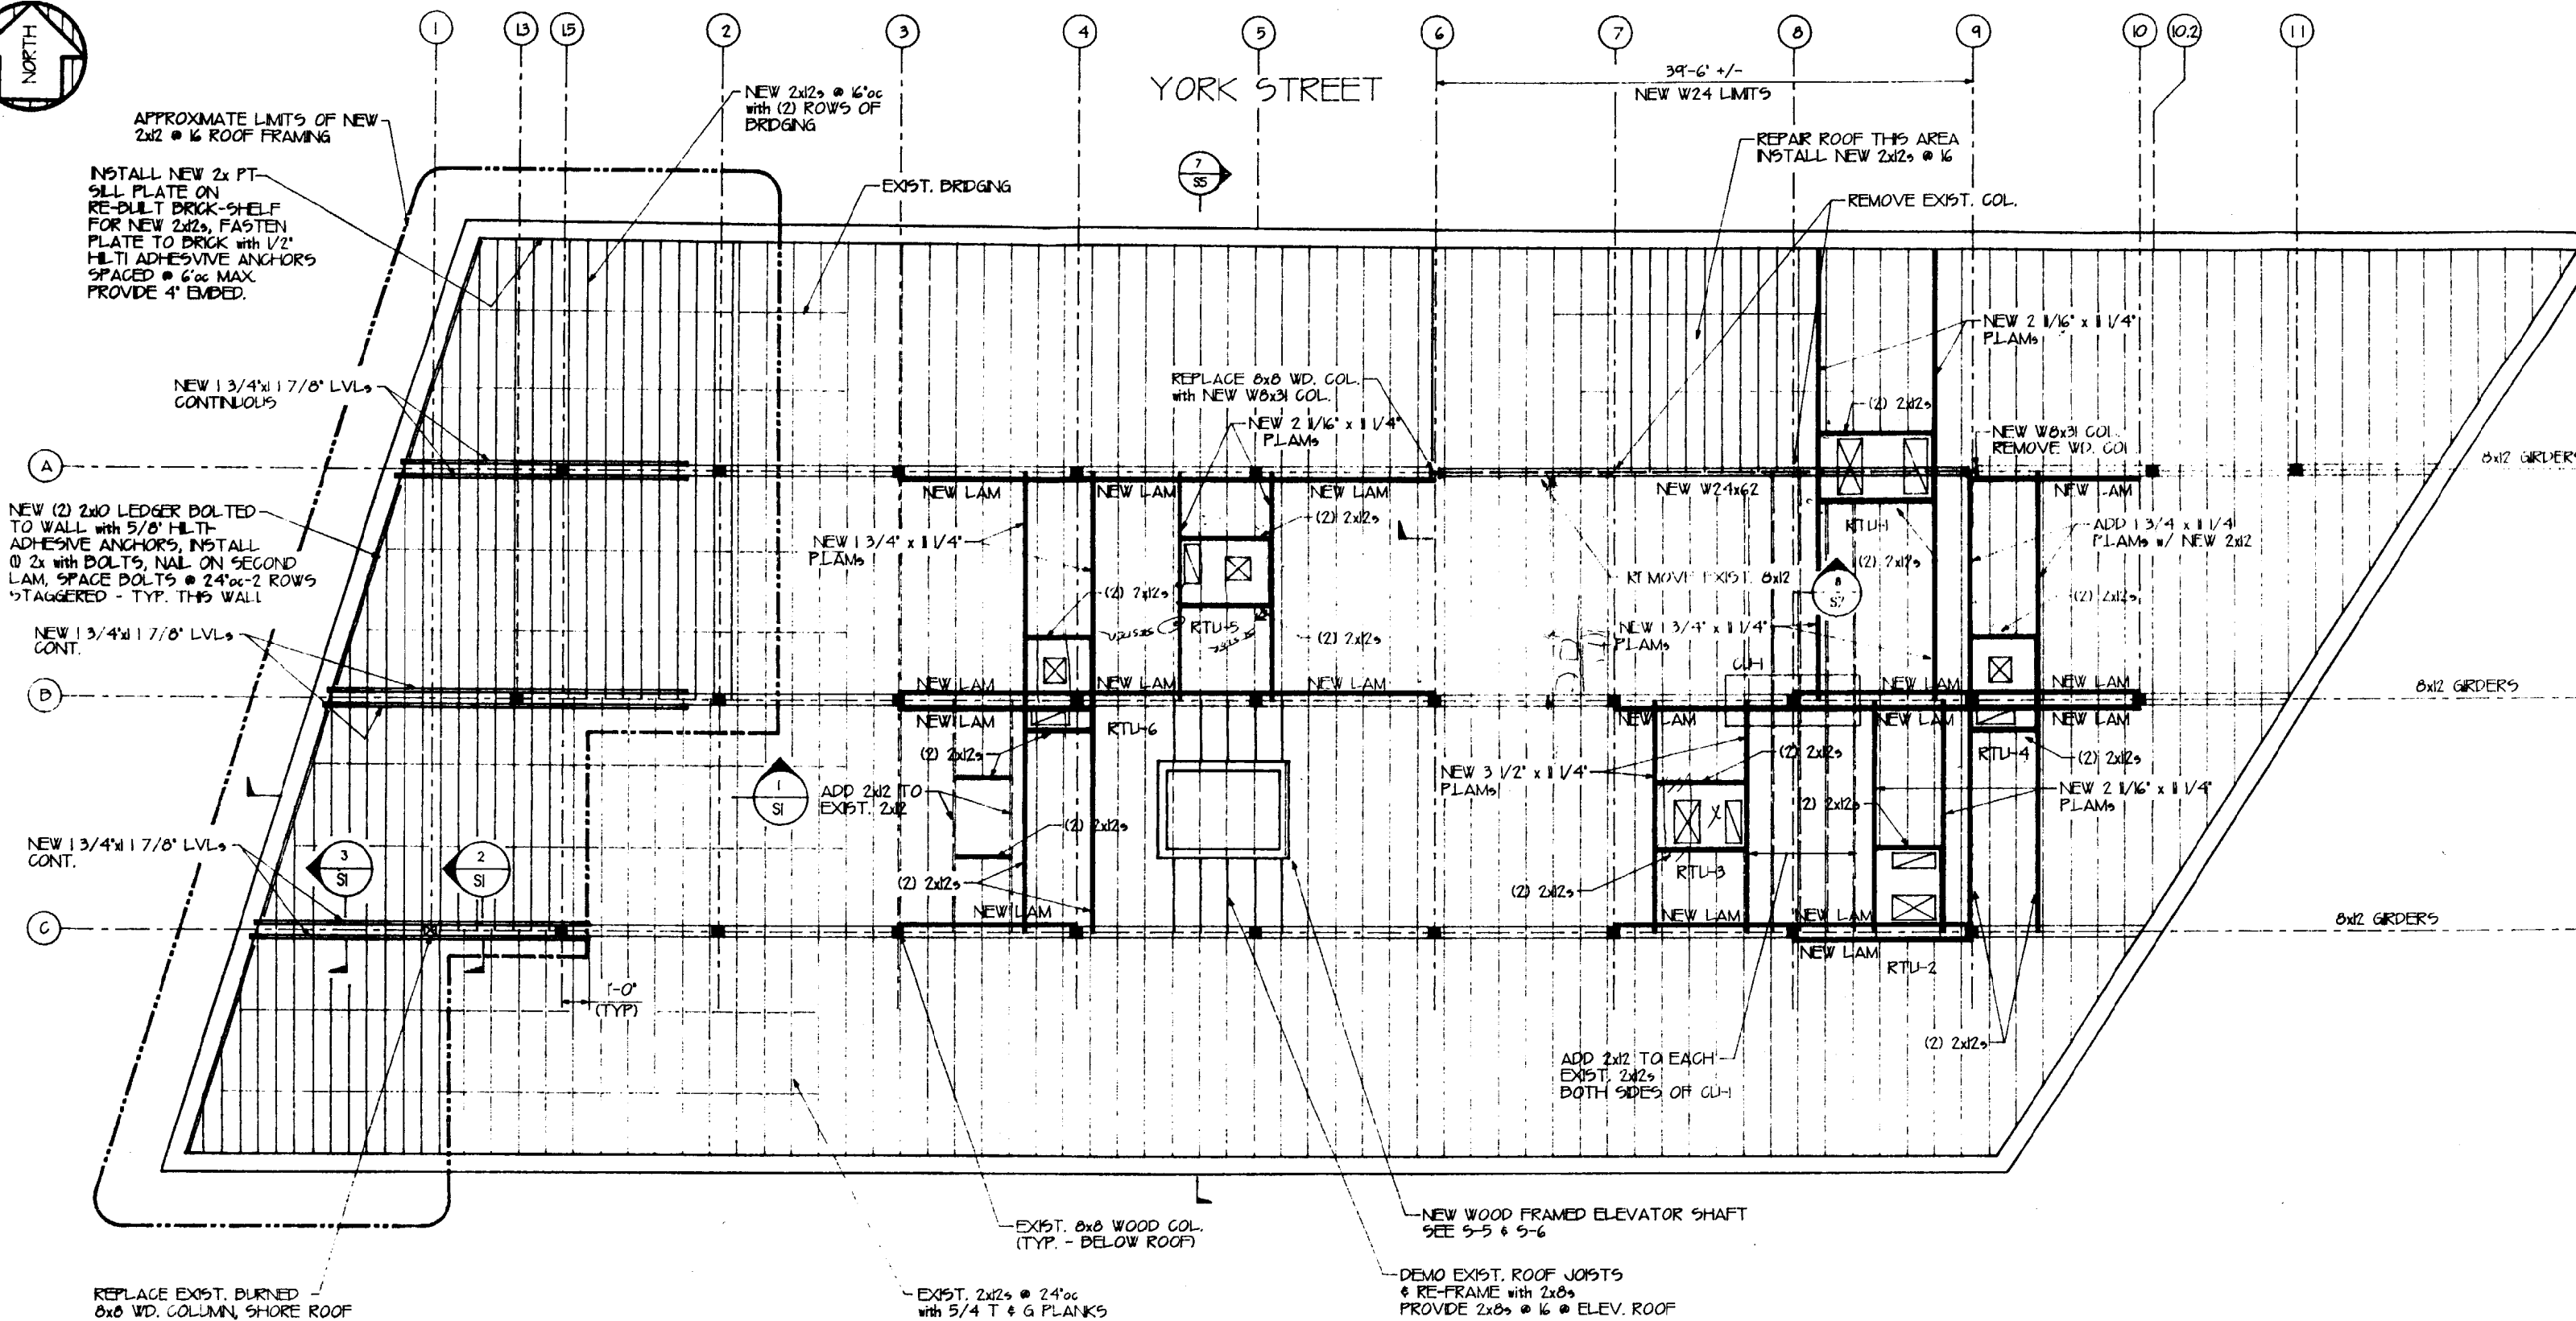 NORTH
1
1.3
1.5
2
3
4
5
6
7
8
9
10
10.2
11
YORK STREET
39'-6" +/-
NEW W24 LIMITS
APPROXIMATE LIMITS OF NEW
2x12 @ 16 ROOF FRAMING
NEW 2x12s @ 16"oc
with (2) ROWS OF
BRIDGING
INSTALL NEW 2x PT
SILL PLATE ON
RE-BUILT BRICK-SHELF
FOR NEW 2x12s, FASTEN
PLATE TO BRICK with 1/2"
HILTI ADHESVIVE ANCHORS
SPACED @ 6'oc MAX
PROVIDE 4" EMBED.
EXIST. BRIDGING
7
S5
REPAIR ROOF THIS AREA
INSTALL NEW 2x12s @ 16
REMOVE EXIST. COL.
NEW 2 11/16" x 11 1/4"
P.LAMs
NEW 1 3/4"x11 7/8" LVLs
CONTINUOUS
REPLACE 8x8 WD. COL.
with NEW W8x31 COL.
NEW 2 11/16" x 11 1/4"
P.LAMs
(2) 2x12s
NEW W8x31 COL.
REMOVE WD. COL
A
8x12 GIRDERS
NEW LAM
NEW LAM
NEW LAM
NEW W24x62
NEW LAM
NEW (2) 2x10 LEDGER BOLTED
TO WALL with 5/8" HILTI
ADHESIVE ANCHORS, INSTALL
(1) 2x with BOLTS, NAIL ON SECOND
LAM, SPACE BOLTS @ 24"oc-2 ROWS
STAGGERED - TYP. THIS WALL
NEW 1 3/4" x 11 1/4"
P.LAMs
(2) 2x12s
RTU-1
ADD 1 3/4 x 11 1/4
P.LAMs w/ NEW 2x12
REMOVE EXIST. 8x12
8
S7
(2) 2x12s
(2) 2x12s
(2) 2x12s
NEW 1 3/4"x11 7/8" LVLs
CONT.
RTU-5
(2) 2x12s
NEW 1 3/4" x 11 1/4"
P.LAMs
CU-1
B
NEW LAM
NEW LAM
NEW LAM
NEW LAM
NEW LAM
8x12 GIRDERS
NEW LAM
NEW LAM
NEW LAM
NEW LAM
RTU-6
(2) 2x12s
(2) 2x12s
RTU-4
(2) 2x12s
1
S1
ADD 2x12 TO
EXIST. 2x12
NEW 3 1/2" x 11 1/4"
P.LAMs
(2) 2x12s
NEW 2 11/16" x 11 1/4"
P.LAMs
(2) 2x12s
NEW 1 3/4"x11 7/8" LVLs
CONT.
3
S1
2
S1
(2) 2x12s
RTU-3
(2) 2x12s
C
NEW LAM
NEW LAM
NEW LAM
8x12 GIRDERS
NEW LAM
RTU-2
1'-0"
(TYP)
(2) 2x12s
ADD 2x12 TO EACH
EXIST. 2x12s
BOTH SIDES OF CU-1
EXIST. 8x8 WOOD COL.
(TYP. - BELOW ROOF)
NEW WOOD FRAMED ELEVATOR SHAFT
SEE S-5 & S-6
REPLACE EXIST. BURNED
8x8 WD. COLUMN, SHORE ROOF
EXIST. 2x12s @ 24"oc
with 5/4 T & G PLANKS
DEMO EXIST. ROOF JOISTS
& RE-FRAME with 2x8s
PROVIDE 2x8s @ 16 @ ELEV. ROOF